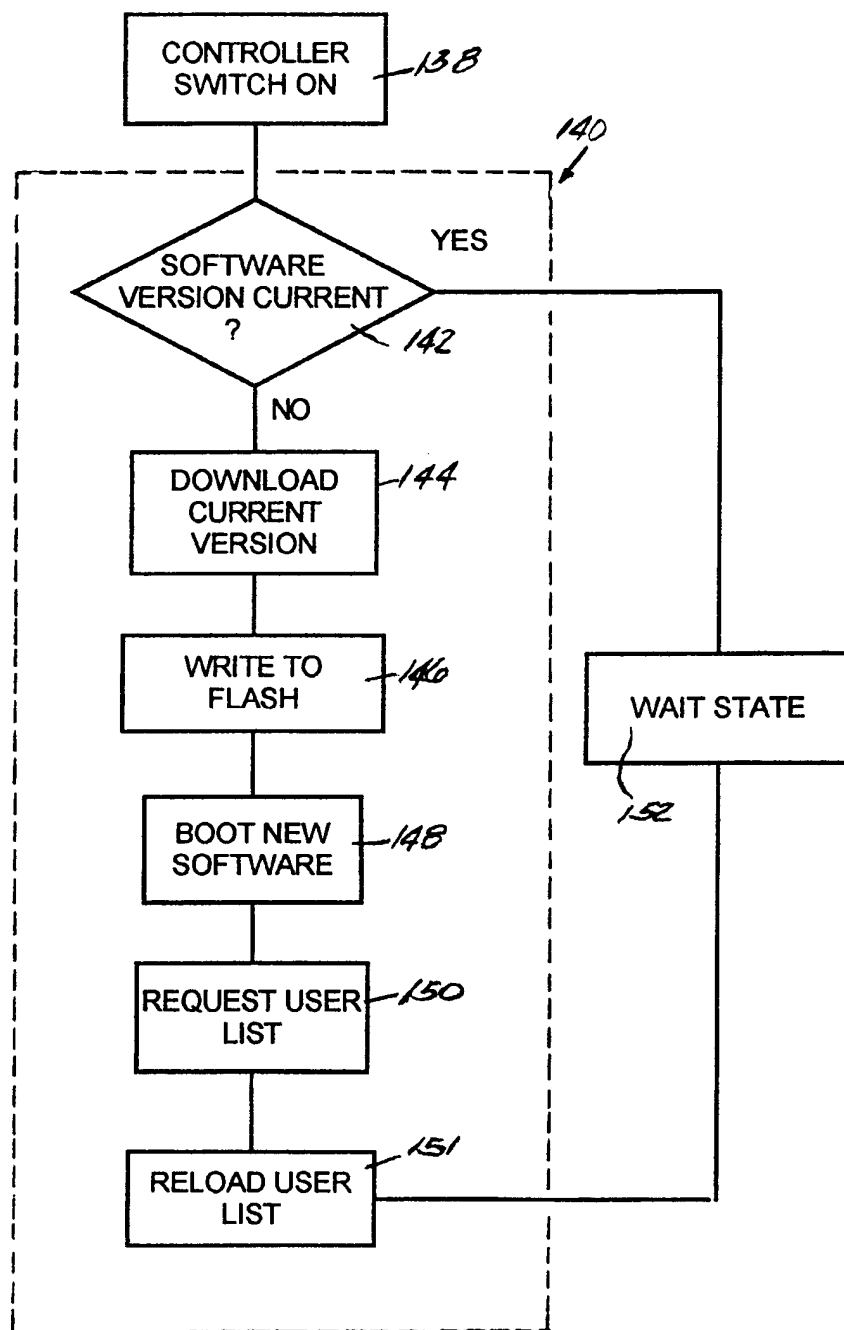 CONTROLLER
SWITCH ON
138
140
YES
SOFTWARE
VERSION CURRENT
?
142
NO
DOWNLOAD
CURRENT
VERSION
144
WRITE TO
FLASH
146
WAIT STATE
152
BOOT NEW
SOFTWARE
148
REQUEST USER
LIST
150
RELOAD USER
LIST
151